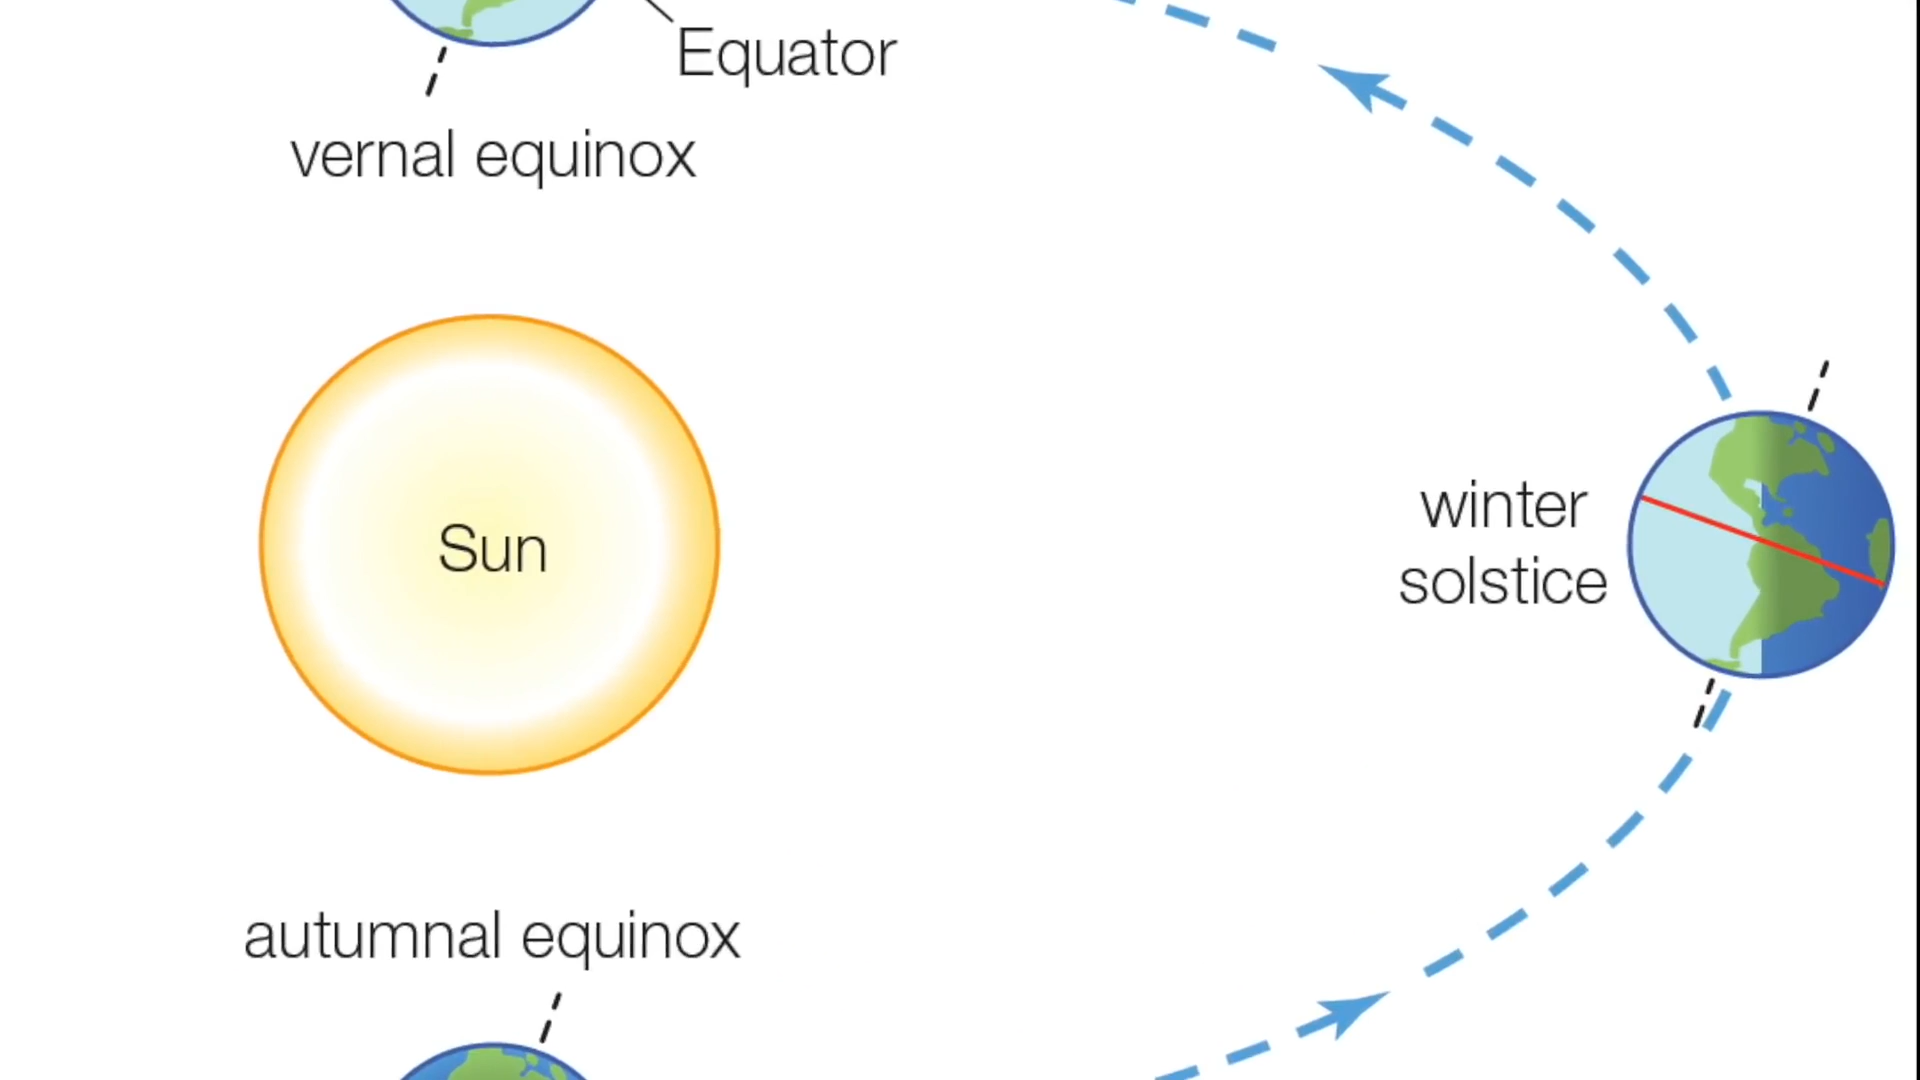 Equator
vernal equinox
Sun
winter
solstice
autumnal equinox